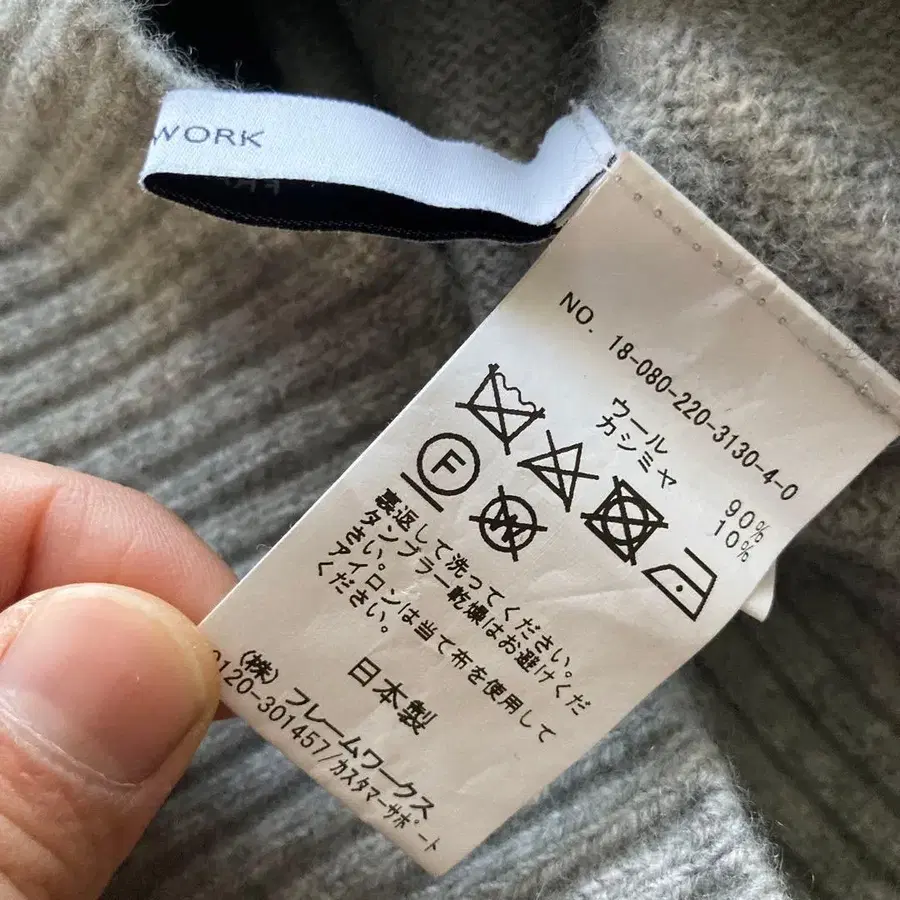 WORK
NO. 18-080-220-3130-4-0
ウール 90%
カシミヤ 10%
F
W
裏返して洗ってください。
タンブラー乾燥はお避けくだ
さい。
アイロンは当て布を使用して
ください。
日本製
(株) フレームワークス
0120-301457/カスタマーサポート